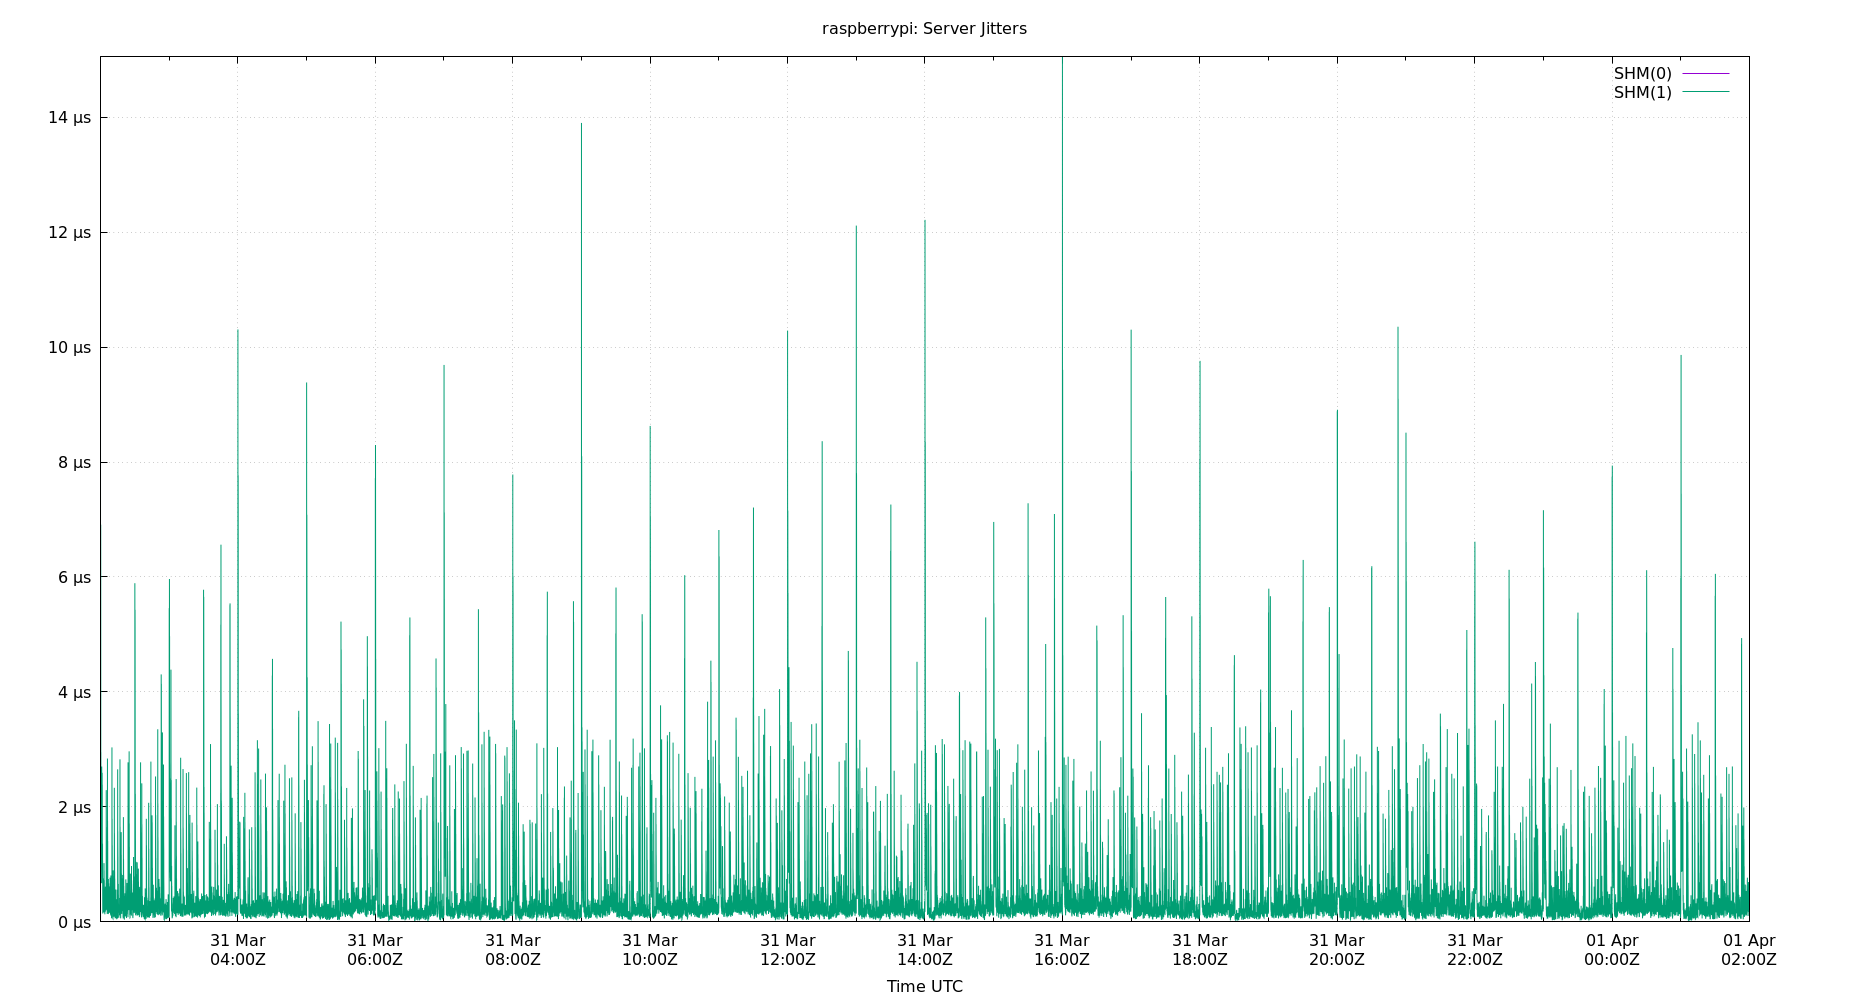 raspberrypi: Server Jitters
SHM(0)
SHM(1)
14 µs
12 µs
10 µs
8 µs
6 µs
4 µs
2 µs
0 µs
31 Mar 31 Mar 31 Mar 31 Mar 31 Mar 31 Mar 31 Mar 31 Mar 31 Mar 31 Mar 01 Apr 01 Apr
04:00Z 06:00Z 08:00Z 10:00Z 12:00Z 14:00Z 16:00Z 18:00Z 20:00Z 22:00Z 00:00Z 02:00Z
Time UTC